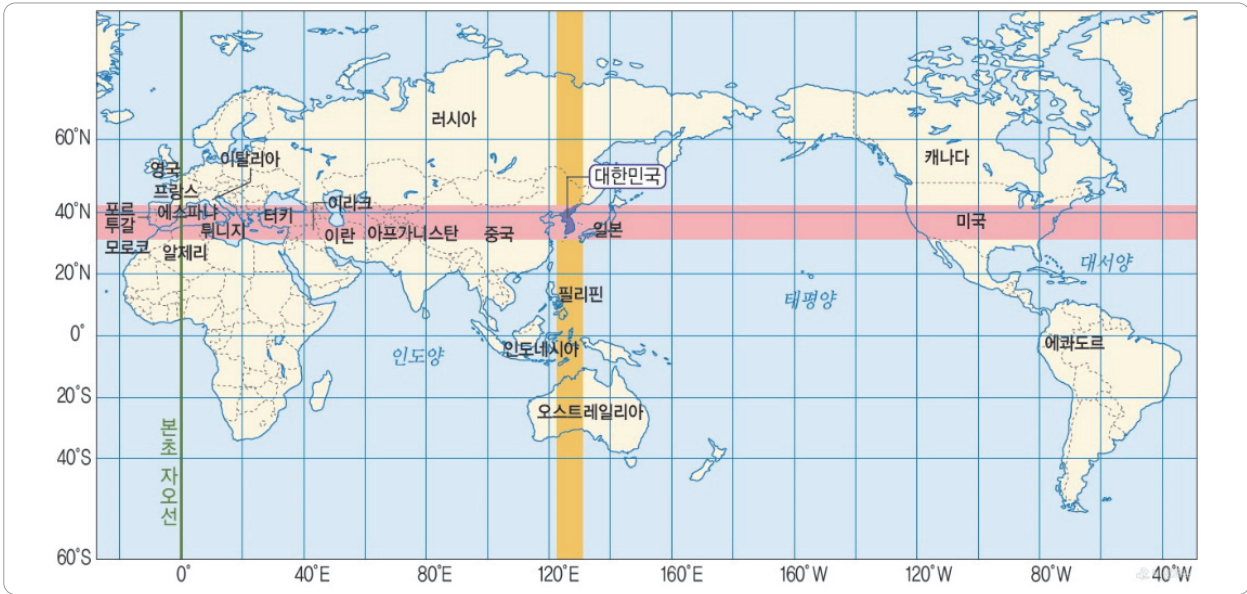 러시아
60°N
캐나다
영국
이탈리아
대한민국
프랑스
이라크
40°N
포르
투갈
에스파냐
터키
튀니지
이란
아프가니스탄
중국
일본
미국
모로코
알제리
대서양
20°N
필리핀
태평양
0°
인도양
인도네시아
에콰도르
20°S
오스트레일리아
본초 자오선
40°S
60°S
0°
40°E
80°E
120°E
160°E
160°W
120°W
80°W
40°W